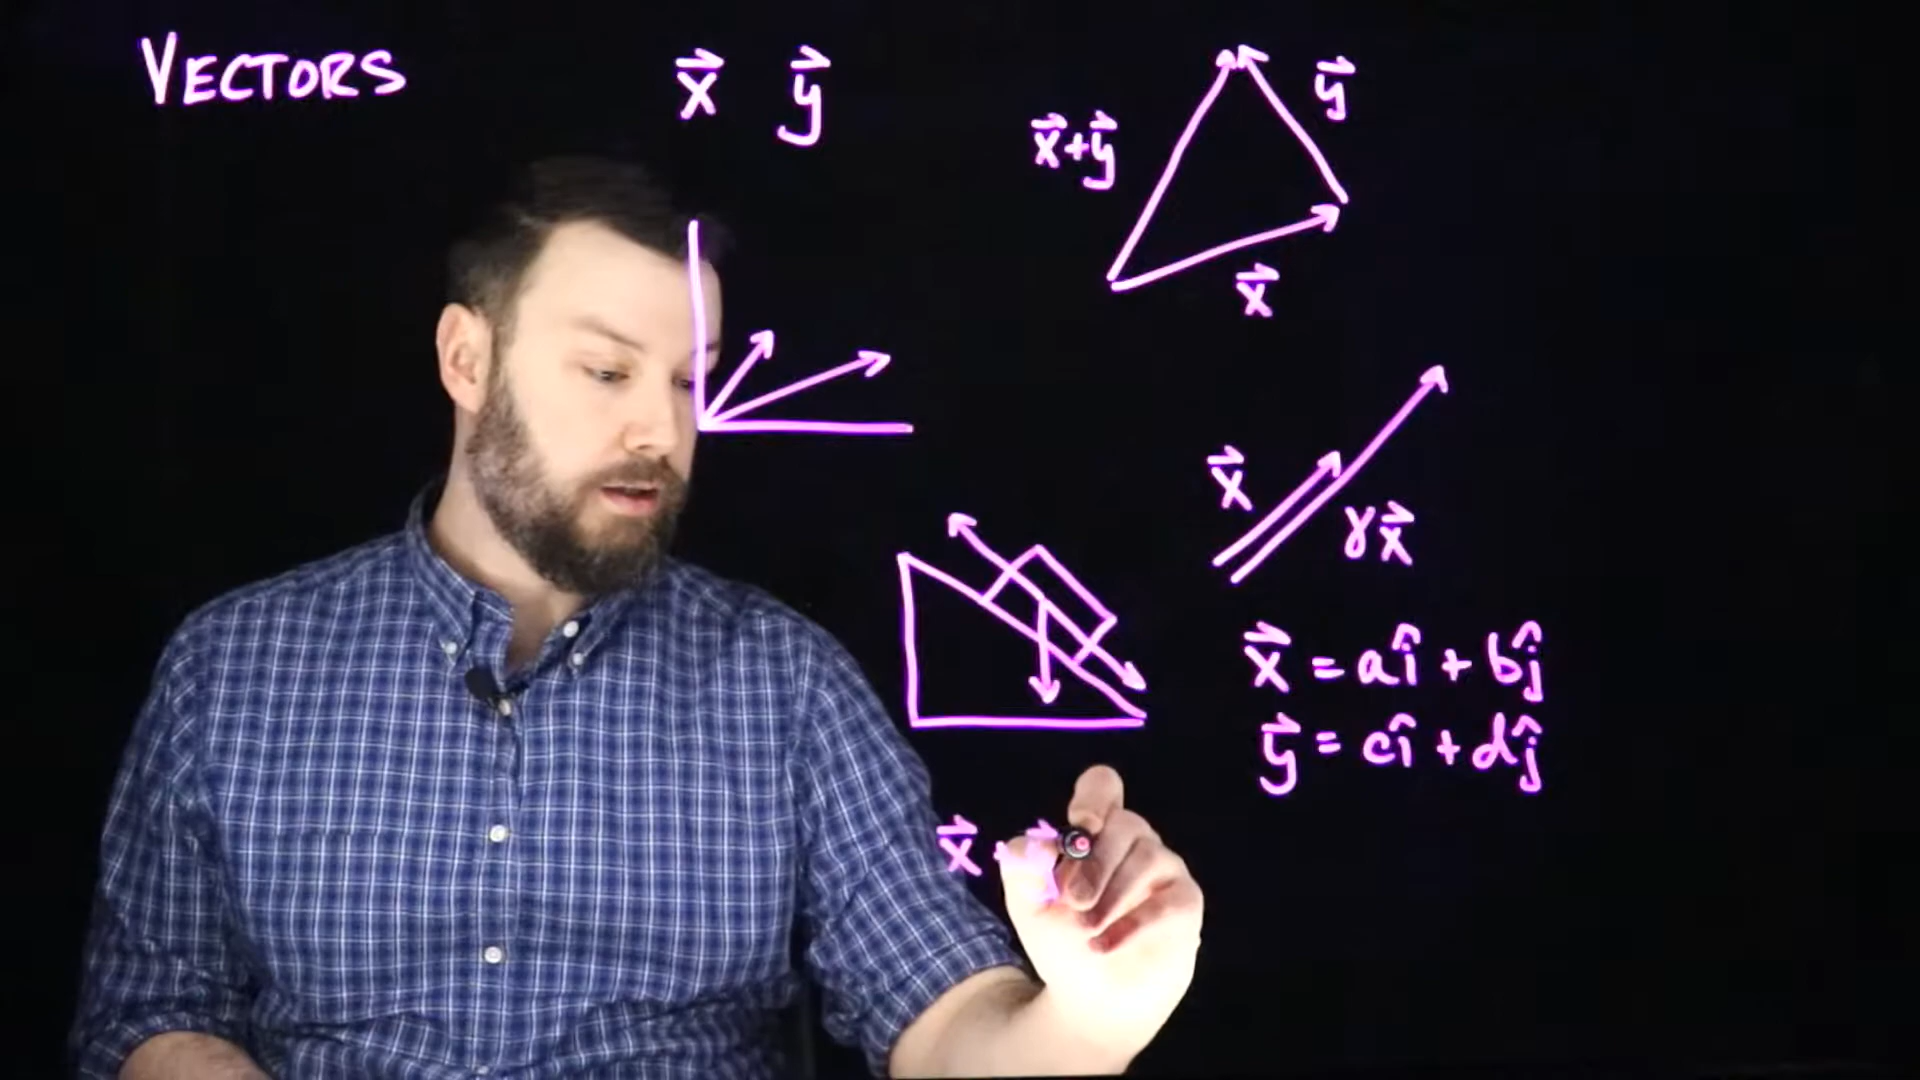 VECTORS
x⃗ y⃗
x⃗+y⃗
y⃗
x⃗
x⃗
γx⃗
x⃗ = aî + bĵ
y⃗ = cî + dĵ
x⃗ ·